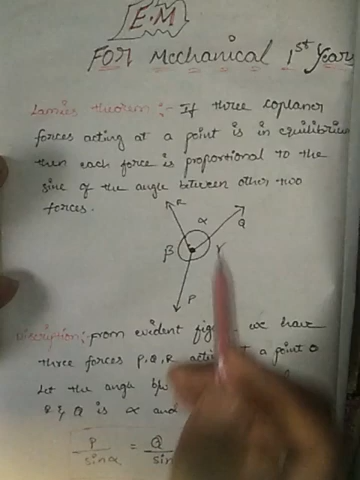 E.M
FOR Mechanical 1st Years
Lamis theorem:- If three coplaner
forces acting at a point is in equilibrium
then each force is proportional to the
sine of the angle between other two
forces.
R α Q
β γ
P
Discription: from evident fig we have
three forces P, Q, R a point O
Let the angle
R & Q is α and
P/sinα = Q/sin